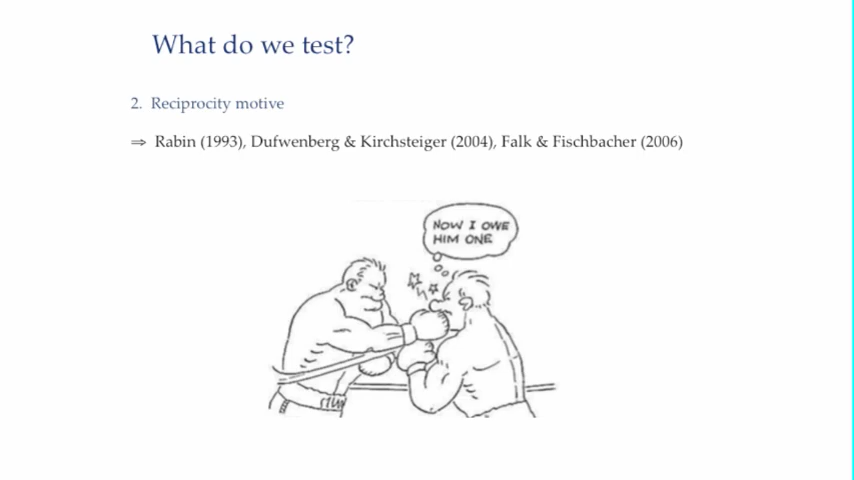 What do we test?
2. Reciprocity motive
⇒ Rabin (1993), Dufwenberg & Kirchsteiger (2004), Falk & Fischbacher (2006)
NOW I OWE
HIM ONE